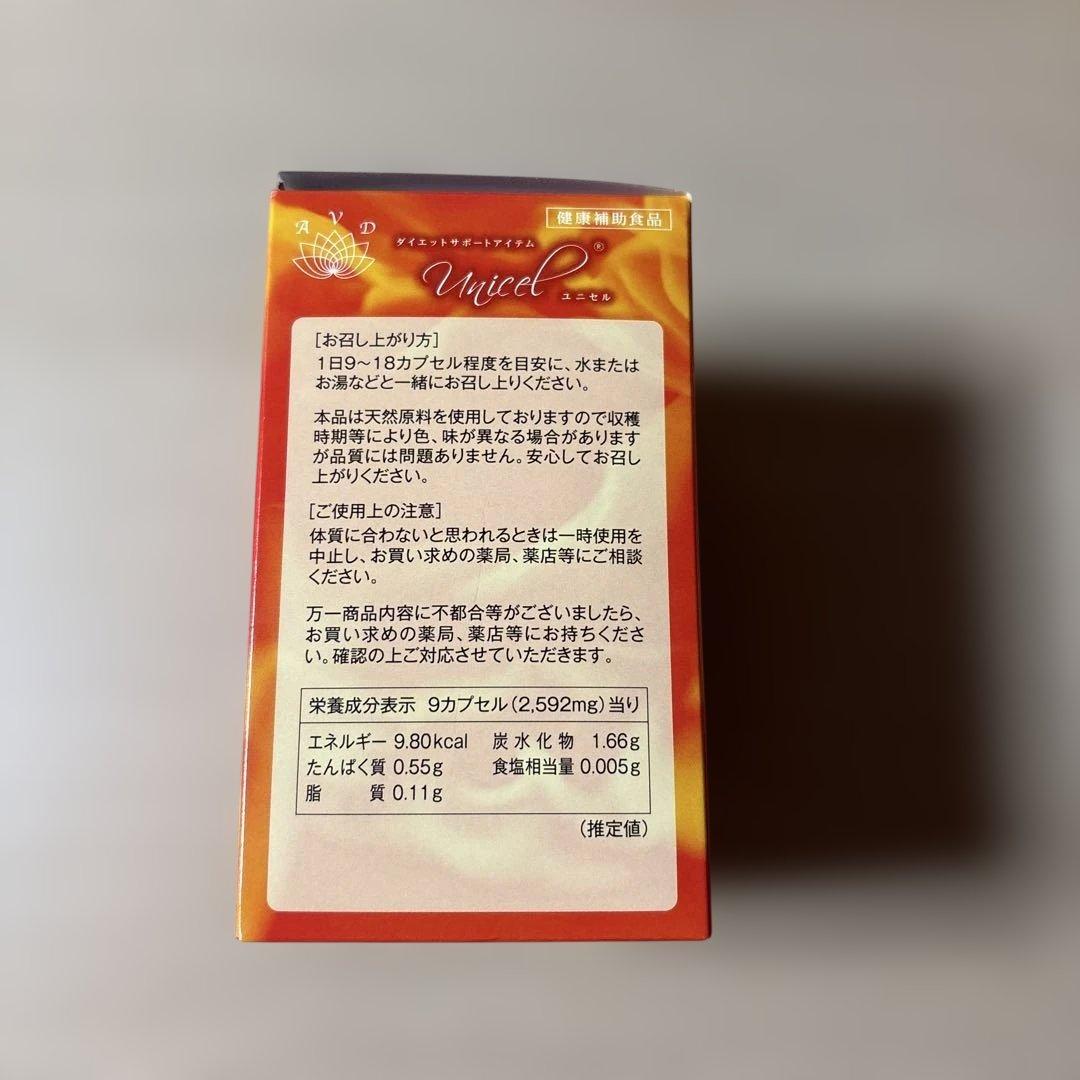 AVD
健康補助食品
ダイエットサポートアイテム
Unicel®
ユニセル
[お召し上がり方]
1日9〜18カプセル程度を目安に、水または
お湯などと一緒にお召し上りください。
本品は天然原料を使用しておりますので収穫
時期等により色、味が異なる場合があります
が品質には問題ありません。安心してお召し
上がりください。
[ご使用上の注意]
体質に合わないと思われるときは一時使用を
中止し、お買い求めの薬局、薬店等にご相談
ください。
万一商品内容に不都合等がございましたら、
お買い求めの薬局、薬店等にお持ちくださ
い。確認の上ご対応させていただきます。
栄養成分表示 9カプセル(2,592mg)当り
エネルギー 9.80kcal 炭水化物 1.66g
たんぱく質 0.55g 食塩相当量 0.005g
脂質 0.11g
(推定値)